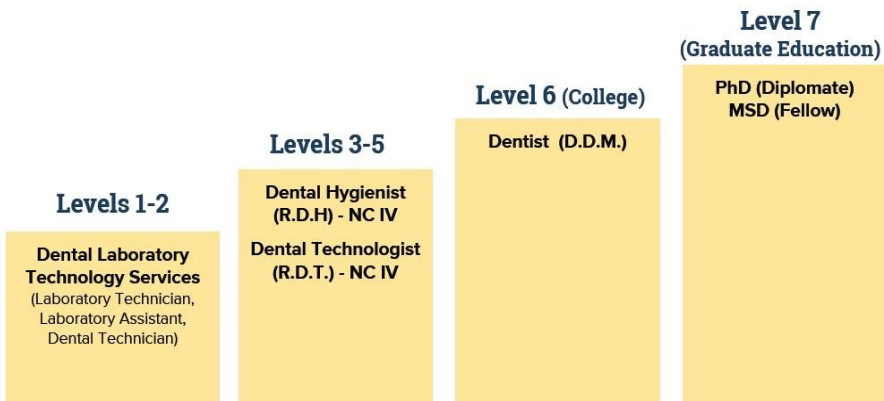 Levels 1-2
Dental Laboratory
Technology Services
(Laboratory Technician,
Laboratory Assistant,
Dental Technician)
Levels 3-5
Dental Hygienist
(R.D.H) - NC IV
Dental Technologist
(R.D.T.) - NC IV
Level 6 (College)
Dentist (D.D.M.)
Level 7
(Graduate Education)
PhD (Diplomate)
MSD (Fellow)